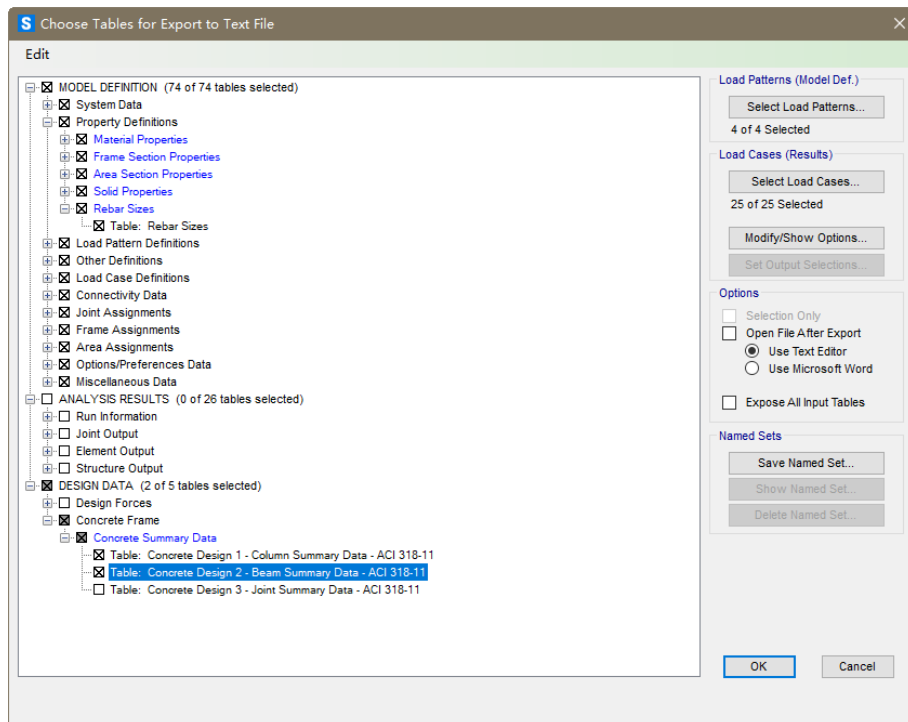 S Choose Tables for Export to Text File
Edit
MODEL DEFINITION (74 of 74 tables selected)
System Data
Property Definitions
Material Properties
Frame Section Properties
Area Section Properties
Solid Properties
Rebar Sizes
Table: Rebar Sizes
Load Pattern Definitions
Other Definitions
Load Case Definitions
Connectivity Data
Joint Assignments
Frame Assignments
Area Assignments
Options/Preferences Data
Miscellaneous Data
ANALYSIS RESULTS (0 of 26 tables selected)
Run Information
Joint Output
Element Output
Structure Output
DESIGN DATA (2 of 5 tables selected)
Design Forces
Concrete Frame
Concrete Summary Data
Table: Concrete Design 1 - Column Summary Data - ACI 318-11
Table: Concrete Design 2 - Beam Summary Data - ACI 318-11
Table: Concrete Design 3 - Joint Summary Data - ACI 318-11
Load Patterns (Model Def.)
Select Load Patterns...
4 of 4 Selected
Load Cases (Results)
Select Load Cases...
25 of 25 Selected
Modify/Show Options...
Set Output Selections...
Options
Selection Only
Open File After Export
Use Text Editor
Use Microsoft Word
Expose All Input Tables
Named Sets
Save Named Set...
Show Named Set...
Delete Named Set...
OK
Cancel